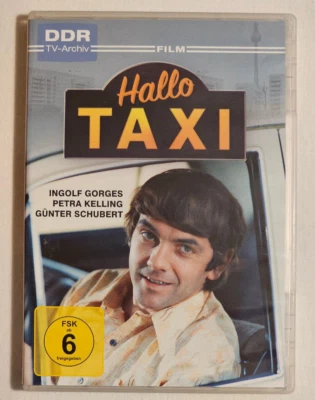 DDR
TV-Archiv
FILM
Hallo
TAXI
INGOLF GORGES
PETRA KELLING
GÜNTER SCHUBERT
FSK
ab
6
freigegeben